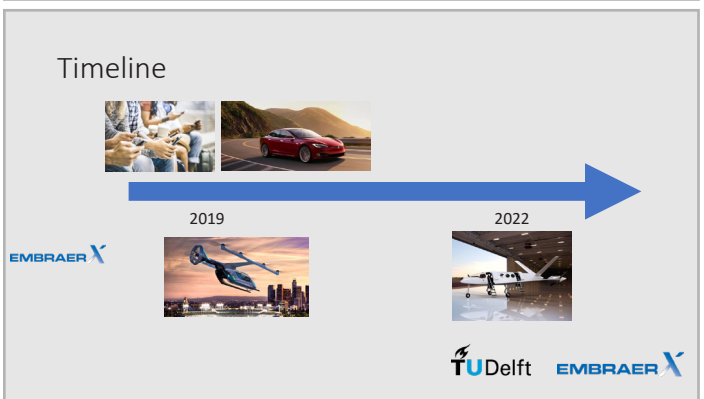 Timeline
2019
2022
EMBRAER X
TUDelft
EMBRAER X